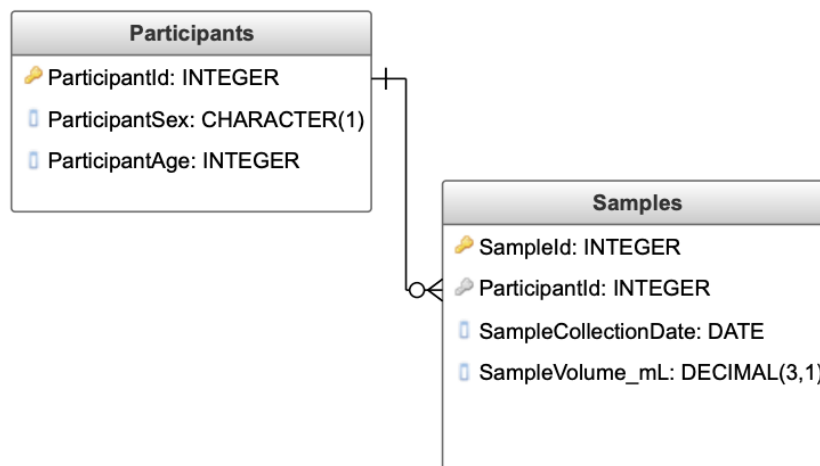 Participants
ParticipantId: INTEGER
ParticipantSex: CHARACTER(1)
ParticipantAge: INTEGER
Samples
SampleId: INTEGER
ParticipantId: INTEGER
SampleCollectionDate: DATE
SampleVolume_mL: DECIMAL(3,1)